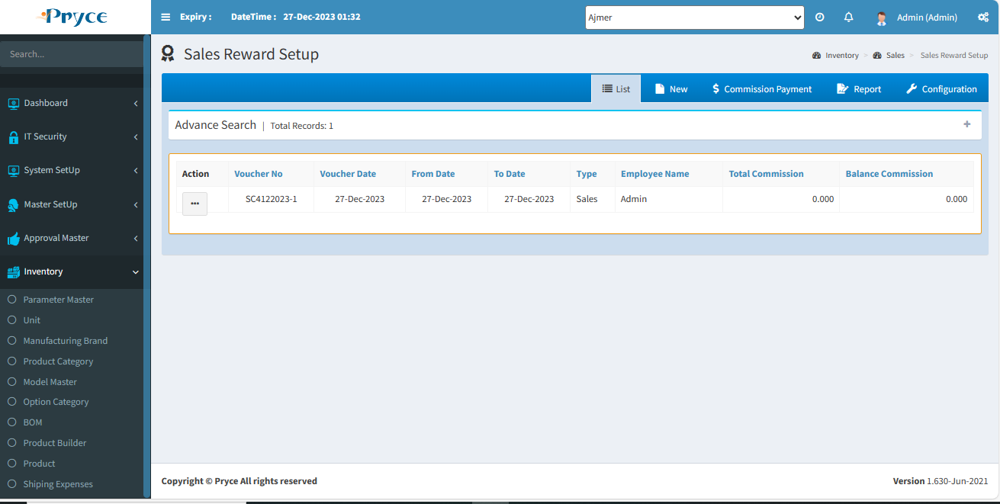 Pryce
Expiry : DateTime : 27-Dec-2023 01:32 Ajmer Admin (Admin)
Search...
Dashboard
IT Security
System SetUp
Master SetUp
Approval Master
Inventory
Parameter Master
Unit
Manufacturing Brand
Product Category
Model Master
Option Category
BOM
Product Builder
Product
Shiping Expenses
Sales Reward Setup
Inventory > Sales > Sales Reward Setup
List New $ Commission Payment Report Configuration
Advance Search | Total Records: 1 +
Action Voucher No Voucher Date From Date To Date Type Employee Name Total Commission Balance Commission
SC4122023-1 27-Dec-2023 27-Dec-2023 27-Dec-2023 Sales Admin 0.000 0.000
Copyright © Pryce All rights reserved Version 1.630-Jun-2021